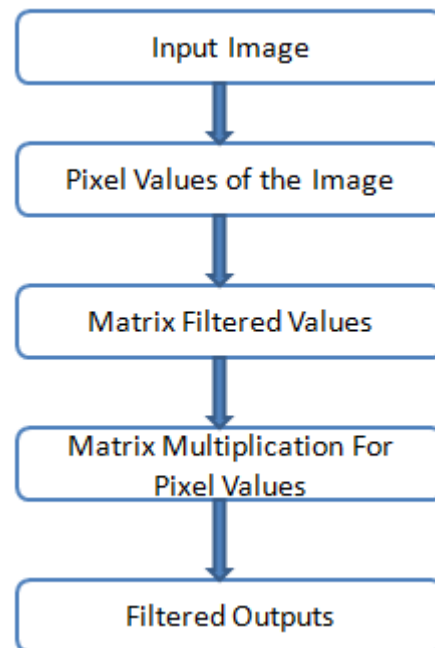 Input Image
Pixel Values of the Image
Matrix Filtered Values
Matrix Multiplication For
Pixel Values
Filtered Outputs